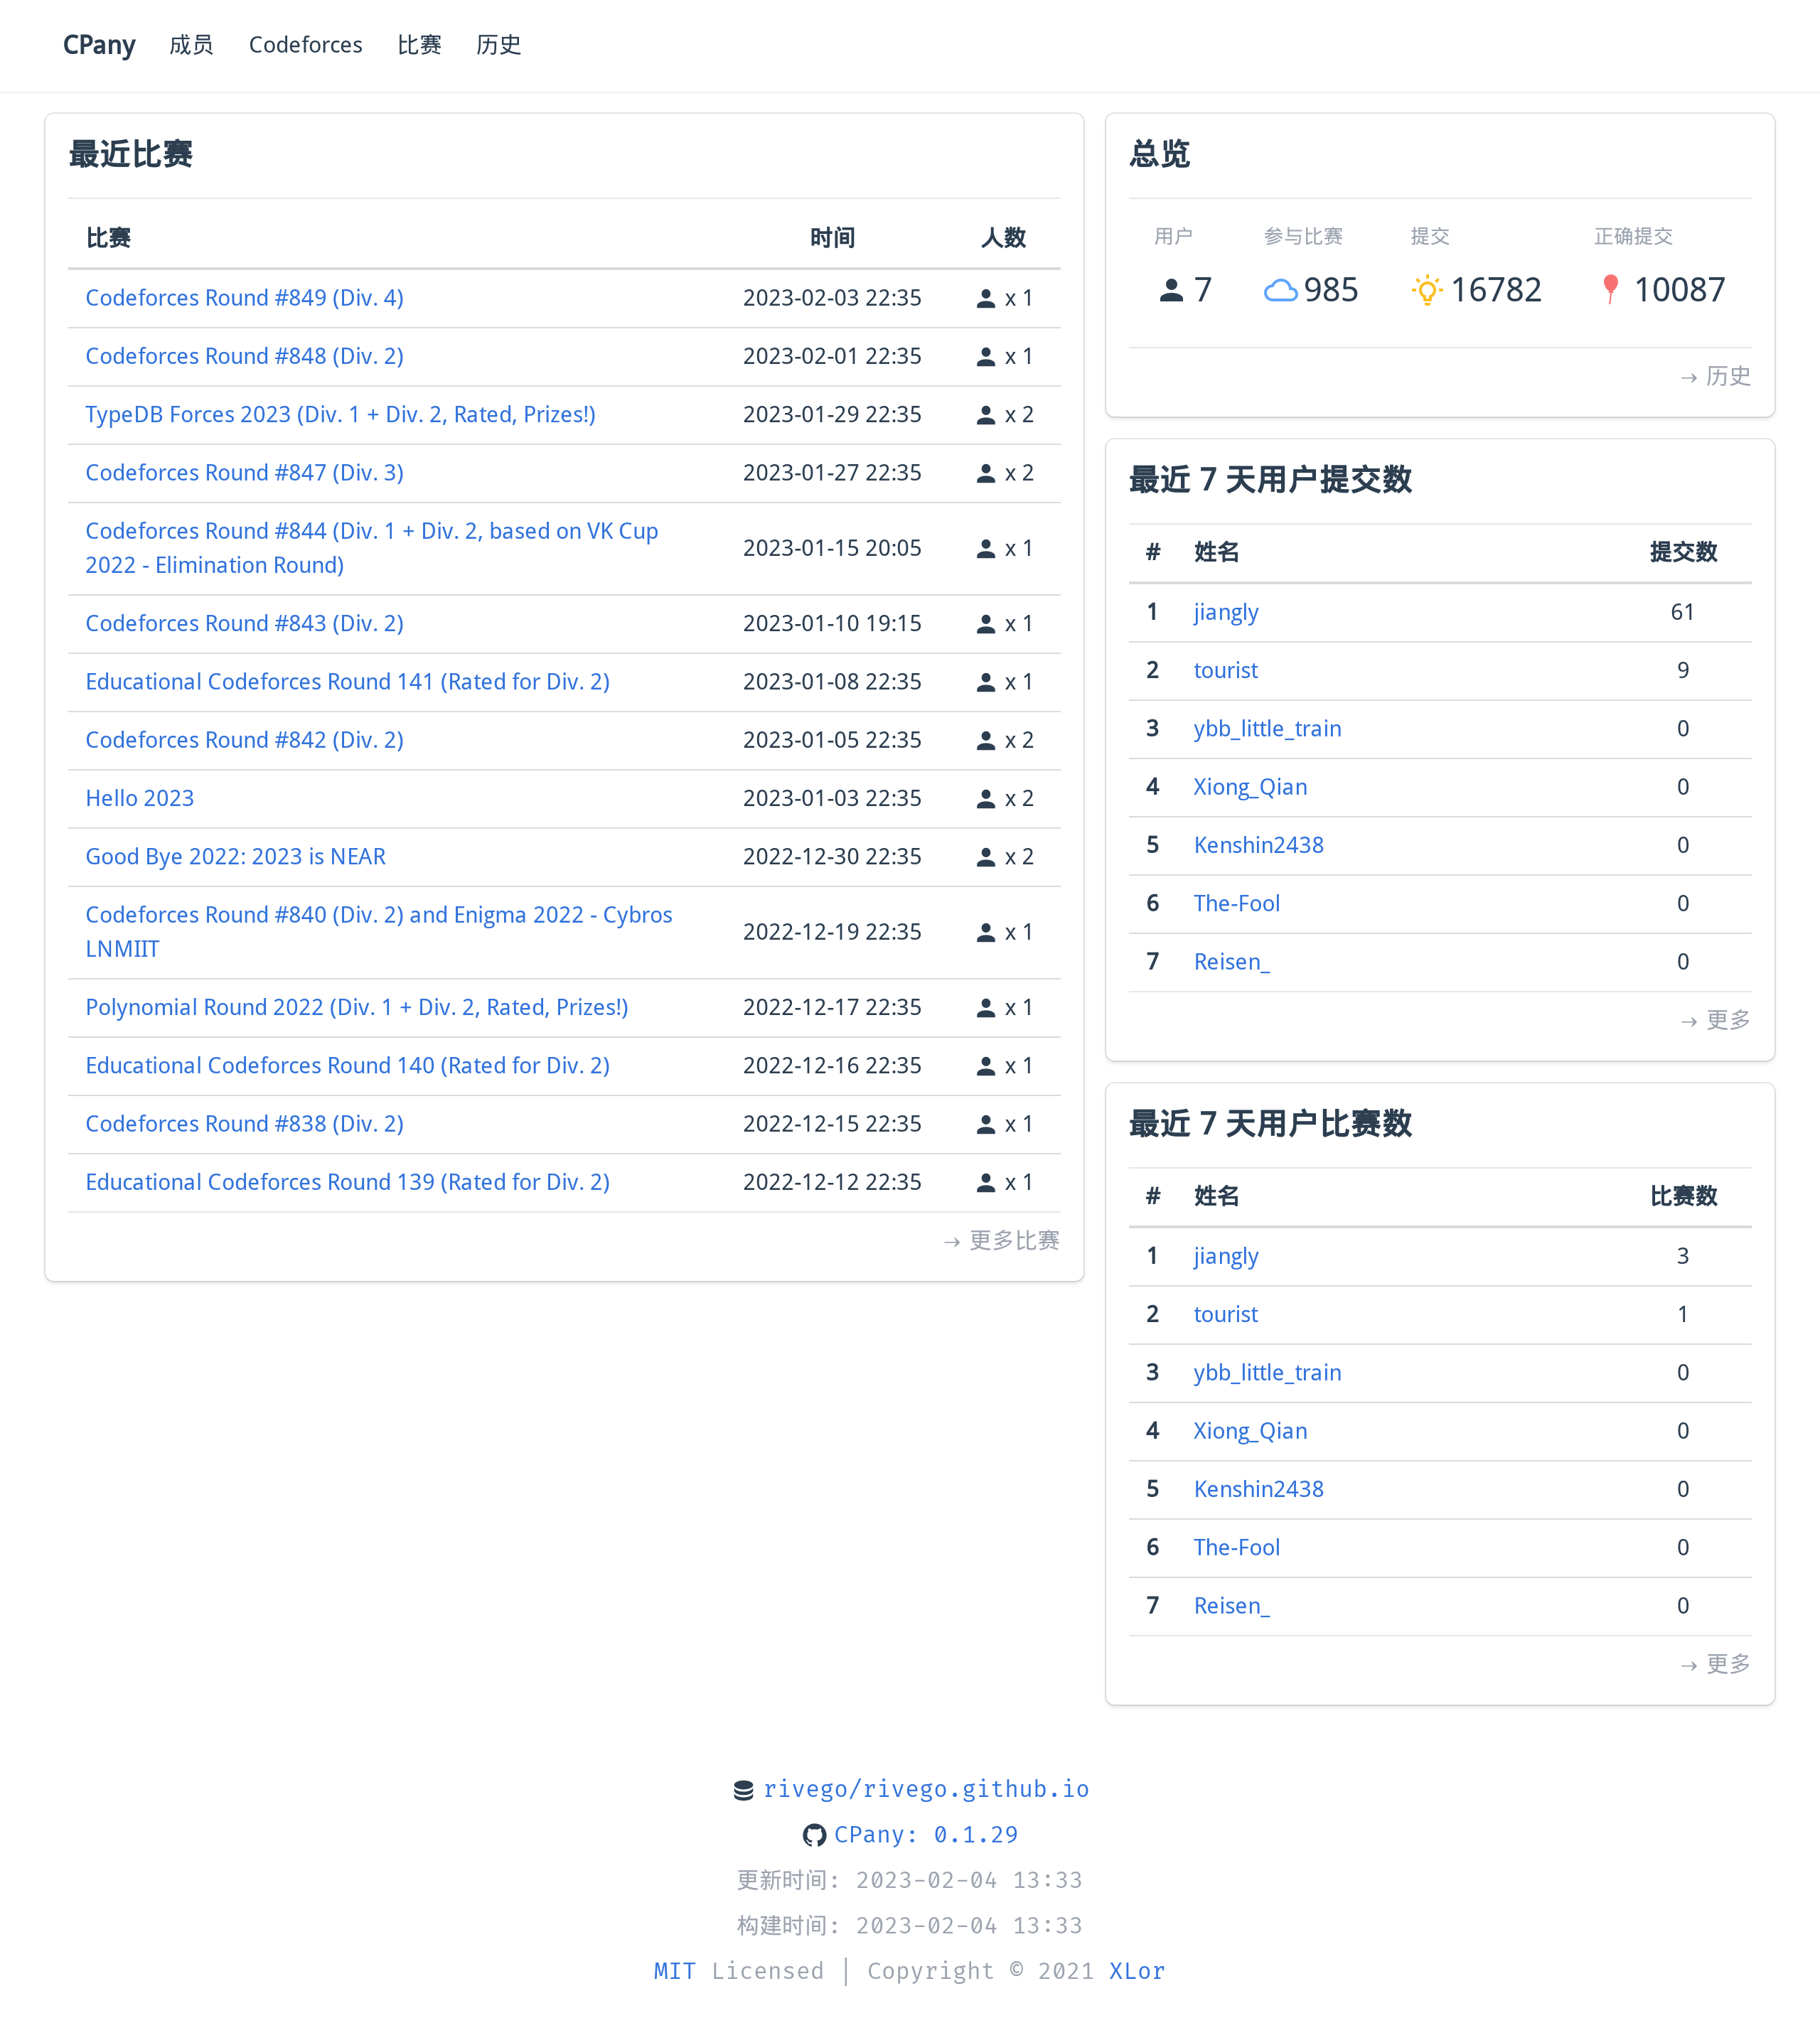 CPany 成员 Codeforces 比赛 历史
最近比赛
比赛 时间 人数
Codeforces Round #849 (Div. 4) 2023-02-03 22:35 x 1
Codeforces Round #848 (Div. 2) 2023-02-01 22:35 x 1
TypeDB Forces 2023 (Div. 1 + Div. 2, Rated, Prizes!) 2023-01-29 22:35 x 2
Codeforces Round #847 (Div. 3) 2023-01-27 22:35 x 2
Codeforces Round #844 (Div. 1 + Div. 2, based on VK Cup
2022 - Elimination Round) 2023-01-15 20:05 x 1
Codeforces Round #843 (Div. 2) 2023-01-10 19:15 x 1
Educational Codeforces Round 141 (Rated for Div. 2) 2023-01-08 22:35 x 1
Codeforces Round #842 (Div. 2) 2023-01-05 22:35 x 2
Hello 2023 2023-01-03 22:35 x 2
Good Bye 2022: 2023 is NEAR 2022-12-30 22:35 x 2
Codeforces Round #840 (Div. 2) and Enigma 2022 - Cybros
LNMIIT 2022-12-19 22:35 x 1
Polynomial Round 2022 (Div. 1 + Div. 2, Rated, Prizes!) 2022-12-17 22:35 x 1
Educational Codeforces Round 140 (Rated for Div. 2) 2022-12-16 22:35 x 1
Codeforces Round #838 (Div. 2) 2022-12-15 22:35 x 1
Educational Codeforces Round 139 (Rated for Div. 2) 2022-12-12 22:35 x 1
→ 更多比赛
总览
用户 参与比赛 提交 正确提交
7 985 16782 10087
→ 历史
最近 7 天用户提交数
# 姓名 提交数
1 jiangly 61
2 tourist 9
3 ybb_little_train 0
4 Xiong_Qian 0
5 Kenshin2438 0
6 The-Fool 0
7 Reisen_ 0
→ 更多
最近 7 天用户比赛数
# 姓名 比赛数
1 jiangly 3
2 tourist 1
3 ybb_little_train 0
4 Xiong_Qian 0
5 Kenshin2438 0
6 The-Fool 0
7 Reisen_ 0
→ 更多
rivego/rivego.github.io
CPany: 0.1.29
更新时间: 2023-02-04 13:33
构建时间: 2023-02-04 13:33
MIT Licensed | Copyright © 2021 XLor